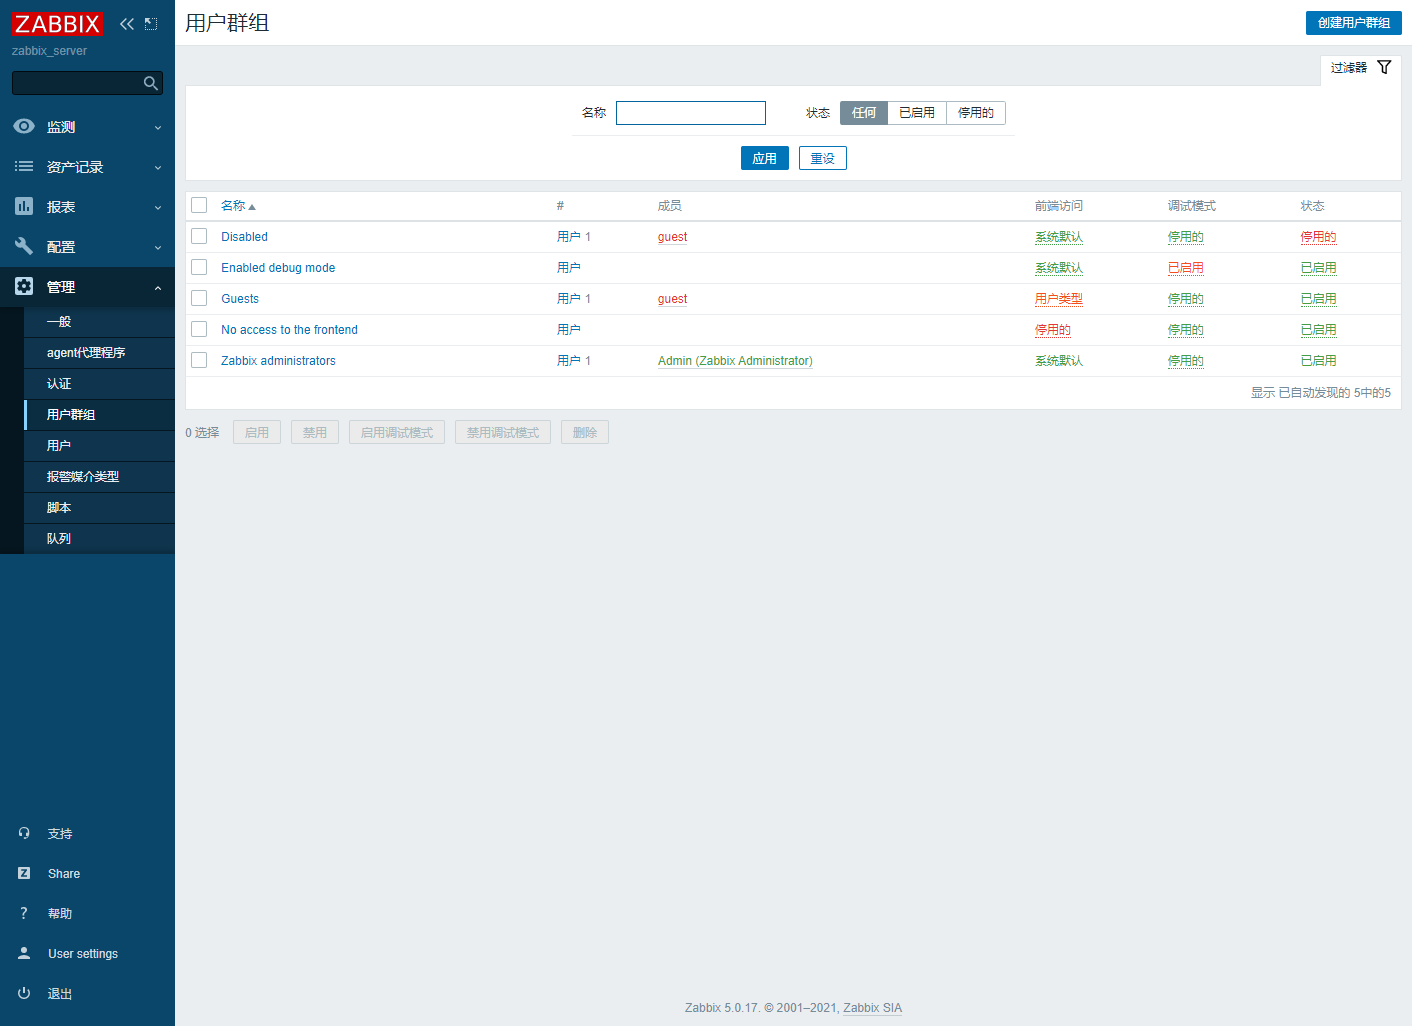 ZABBIX
zabbix_server
监测
资产记录
报表
配置
管理
一般
agent代理程序
认证
用户群组
用户
报警媒介类型
脚本
队列
支持
Share
帮助
User settings
退出
用户群组 创建用户群组
过滤器
名称 状态 任何 已启用 停用的
应用 重设
名称 # 成员 前端访问 调试模式 状态
Disabled 用户 1 guest 系统默认 停用的 停用的
Enabled debug mode 用户 系统默认 已启用 已启用
Guests 用户 1 guest 用户类型 停用的 已启用
No access to the frontend 用户 停用的 停用的 已启用
Zabbix administrators 用户 1 Admin (Zabbix Administrator) 系统默认 停用的 已启用
显示 已自动发现的 5中的5
0 选择 启用 禁用 启用调试模式 禁用调试模式 删除
Zabbix 5.0.17. © 2001–2021, Zabbix SIA